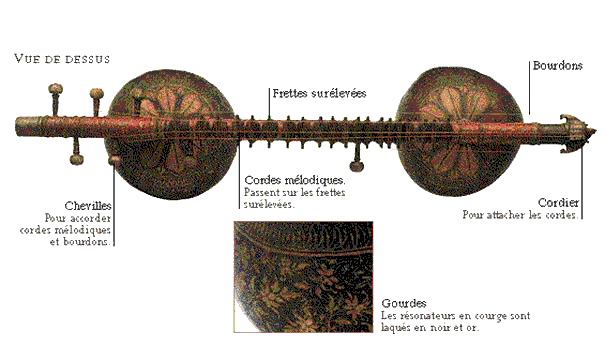 VUE DE DESSUS
Bourdons
Frettes surélevées
Cordes mélodiques.
Passent sur les frettes
surélevées.
Chevilles
Pour accorder
cordes mélodiques
et bourdons.
Cordier
Pour attacher les cordes.
Gourdes
Les résonateurs en courge sont
laqués en noir et or.